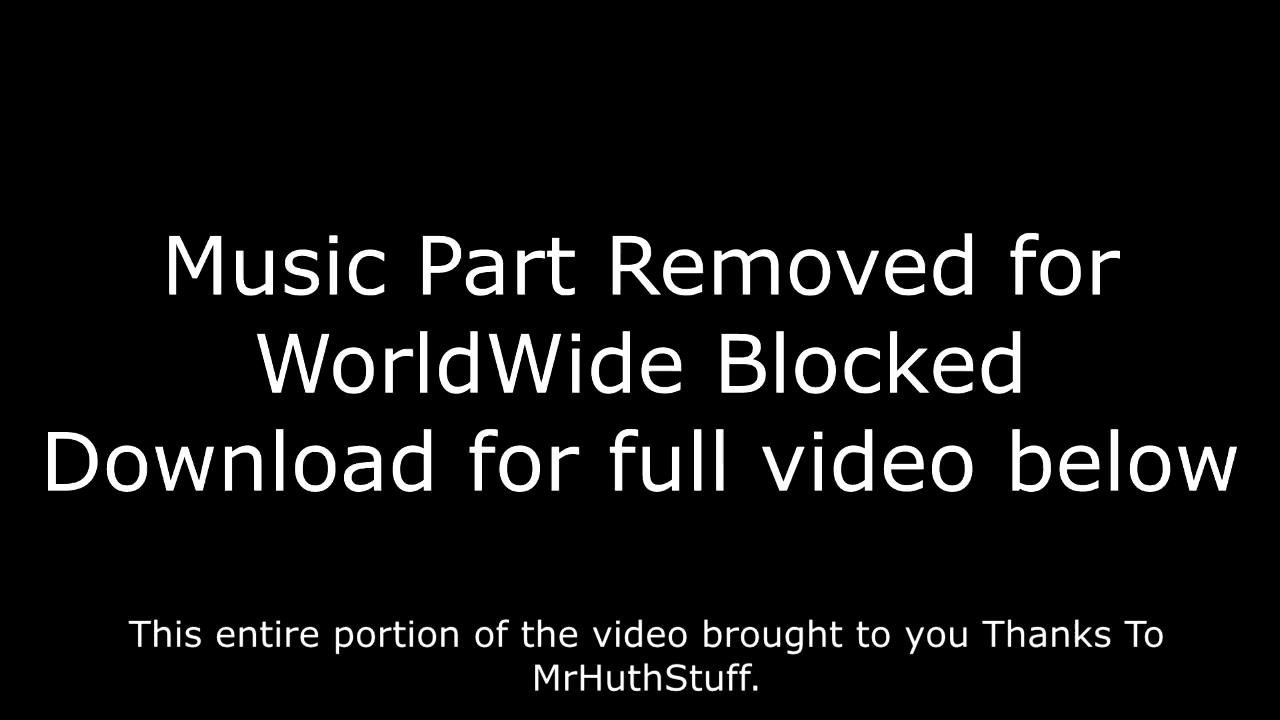 Music Part Removed for
WorldWide Blocked
Download for full video below
This entire portion of the video brought to you Thanks To
MrHuthStuff.